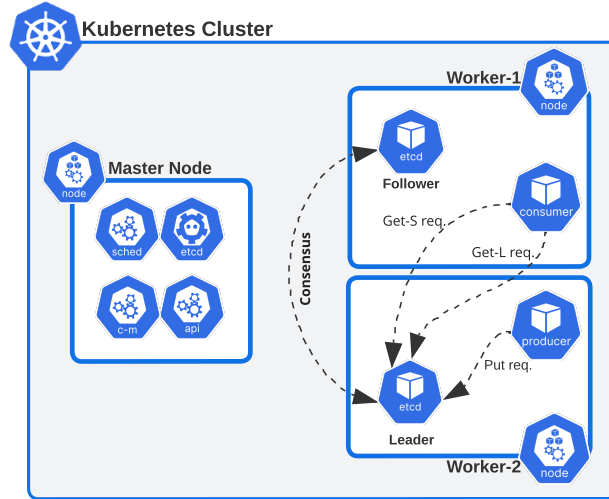 Kubernetes Cluster
Worker-1
node
etcd
Follower
Master Node
node
consumer
sched
etcd
Get-S req.
Get-L req.
Consensus
c-m
api
producer
Put req.
etcd
Leader
Worker-2
node